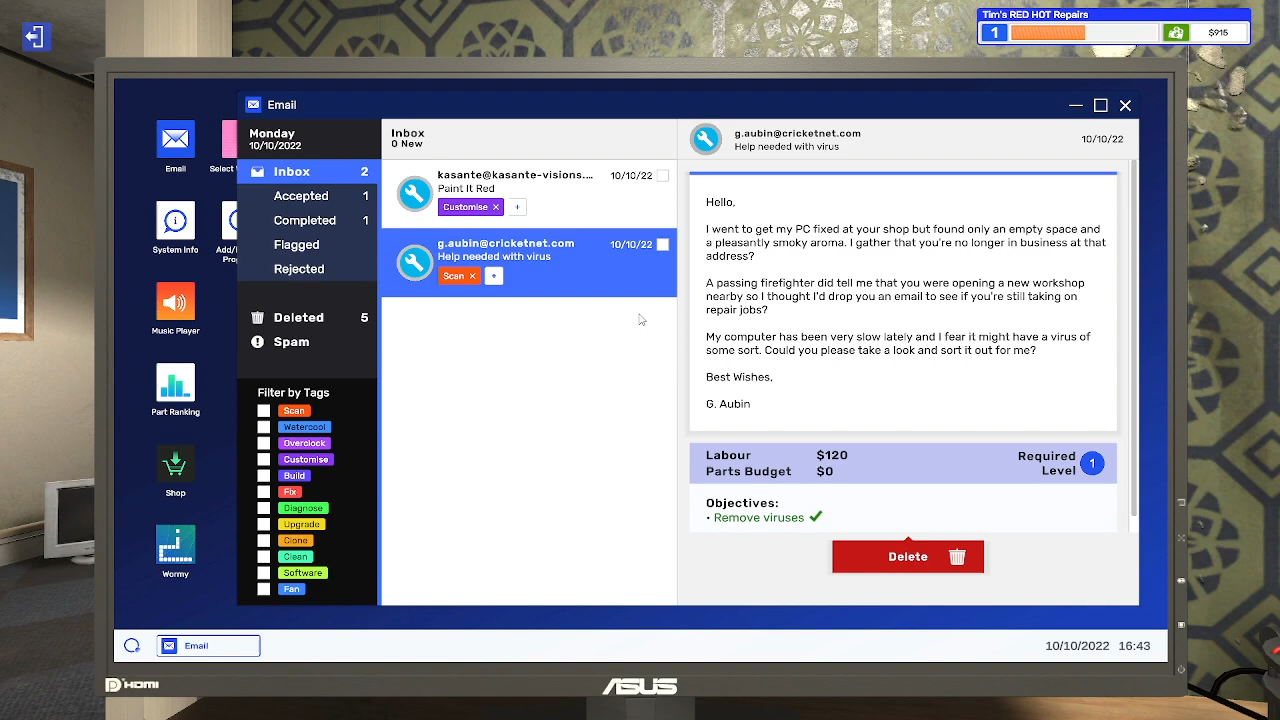 Tim's RED HOT Repairs
1
$915
Email
Monday
10/10/2022
Inbox 2
Accepted 1
Completed 1
Flagged
Rejected
Deleted 5
Spam
Filter by Tags
Scan
Watercool
Overclock
Customise
Build
Fix
Diagnose
Upgrade
Clone
Clean
Software
Fan
Inbox
0 New
kasante@kasante-visions.... 10/10/22
Paint It Red
Customise × +
g.aubin@cricketnet.com 10/10/22
Help needed with virus
Scan × +
g.aubin@cricketnet.com 10/10/22
Help needed with virus
Hello,
I went to get my PC fixed at your shop but found only an empty space and
a pleasantly smoky aroma. I gather that you're no longer in business at that
address?
A passing firefighter did tell me that you were opening a new workshop
nearby so I thought I'd drop you an email to see if you're still taking on
repair jobs?
My computer has been very slow lately and I fear it might have a virus of
some sort. Could you please take a look and sort it out for me?
Best Wishes,
G. Aubin
Labour $120
Parts Budget $0
Required
Level 1
Objectives:
• Remove viruses ✓
Delete
Email
Select
System Info
Add/
Music Player
Part Ranking
Shop
Wormy
Email
10/10/2022 16:43
HDMI
ASUS